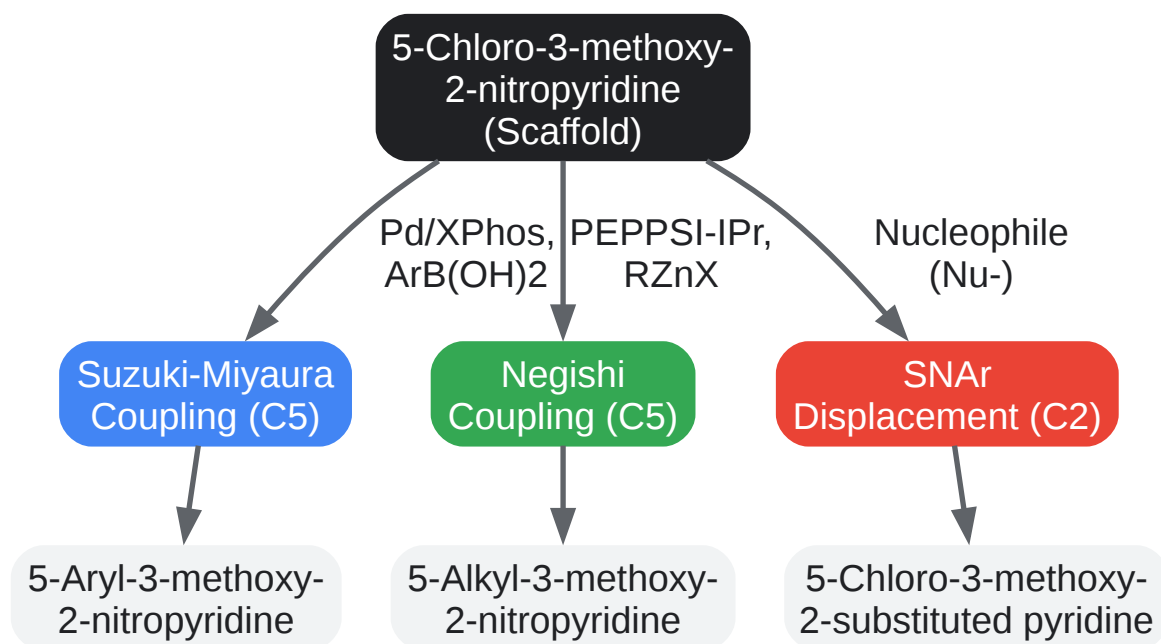 5-Chloro-3-methoxy-
2-nitropyridine
(Scaffold)
Pd/XPhos,
ArB(OH)2
PEPPSI-IPr,
RZnX
Nucleophile
(Nu-)
Suzuki-Miyaura
Coupling (C5)
Negishi
Coupling (C5)
SNAr
Displacement (C2)
5-Aryl-3-methoxy-
2-nitropyridine
5-Alkyl-3-methoxy-
2-nitropyridine
5-Chloro-3-methoxy-
2-substituted pyridine